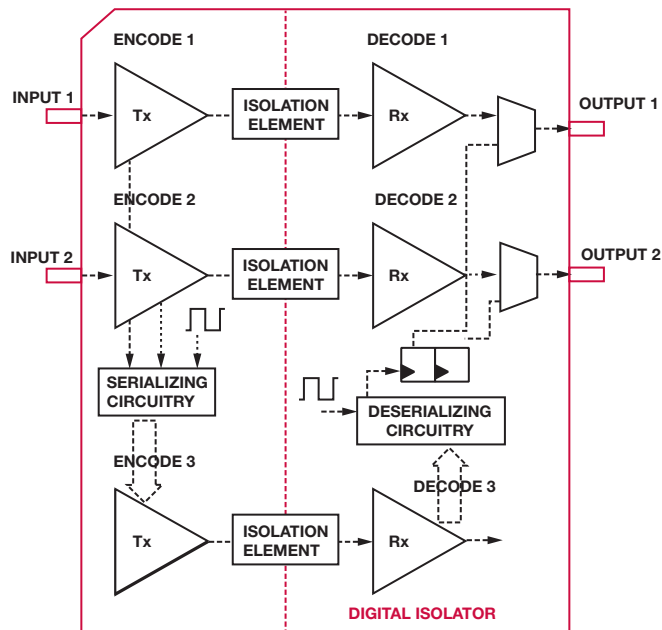 ENCODE 1
DECODE 1
INPUT 1
Tx
ISOLATION
ELEMENT
Rx
OUTPUT 1
ENCODE 2
DECODE 2
INPUT 2
Tx
ISOLATION
ELEMENT
Rx
OUTPUT 2
SERIALIZING
CIRCUITRY
DESERIALIZING
CIRCUITRY
ENCODE 3
DECODE 3
Tx
ISOLATION
ELEMENT
Rx
DIGITAL ISOLATOR